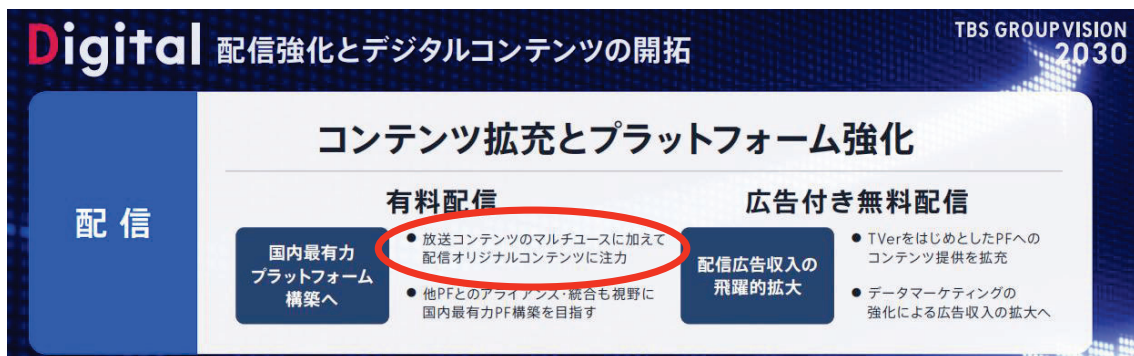 Digital 配信強化とデジタルコンテンツの開拓
TBS GROUP VISION
2030
配信
コンテンツ拡充とプラットフォーム強化
有料配信
国内最有力
プラットフォーム
構築へ
● 放送コンテンツのマルチユースに加えて
配信オリジナルコンテンツに注力
● 他PFとのアライアンス・統合も視野に
国内最有力PF構築を目指す
広告付き無料配信
配信広告収入の
飛躍的拡大
● TVerをはじめとしたPFへの
コンテンツ提供を拡充
● データマーケティングの
強化による広告収入の拡大へ